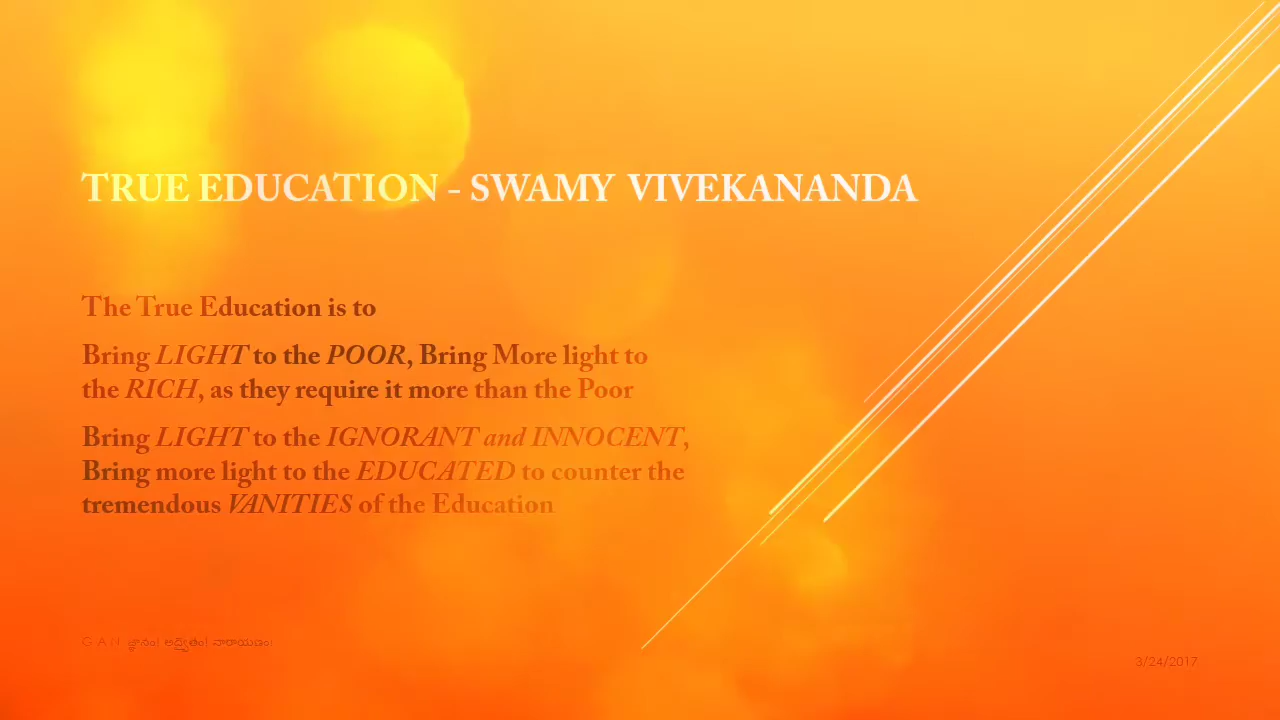 TRUE EDUCATION - SWAMY VIVEKANANDA
The True Education is to
Bring LIGHT to the POOR, Bring More light to
the RICH, as they require it more than the Poor
Bring LIGHT to the IGNORANT and INNOCENT,
Bring more light to the EDUCATED to counter the
tremendous VANITIES of the Education
G A N జ్ఞానం! అద్వైతం! నారాయణం!
3/24/2017